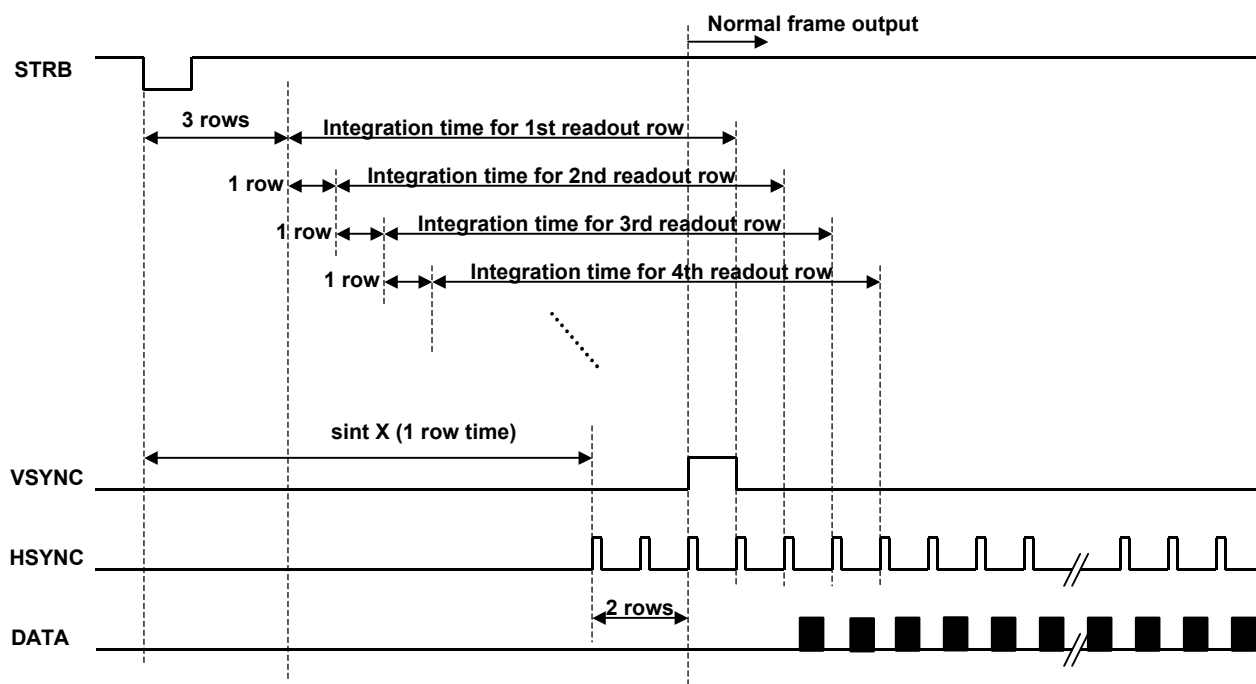 Normal frame output
STRB
3 rows
Integration time for 1st readout row
1 row
Integration time for 2nd readout row
1 row
Integration time for 3rd readout row
1 row
Integration time for 4th readout row
sint X (1 row time)
VSYNC
HSYNC
2 rows
DATA